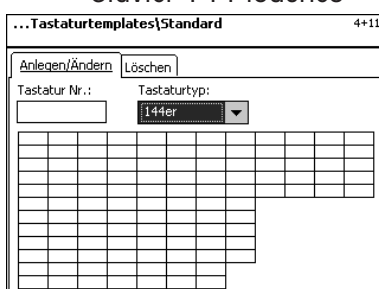 ...Tastaturtemplates\Standard 4+11
Anlegen/Ändern Löschen
Tastatur Nr.: Tastaturtyp:
144er